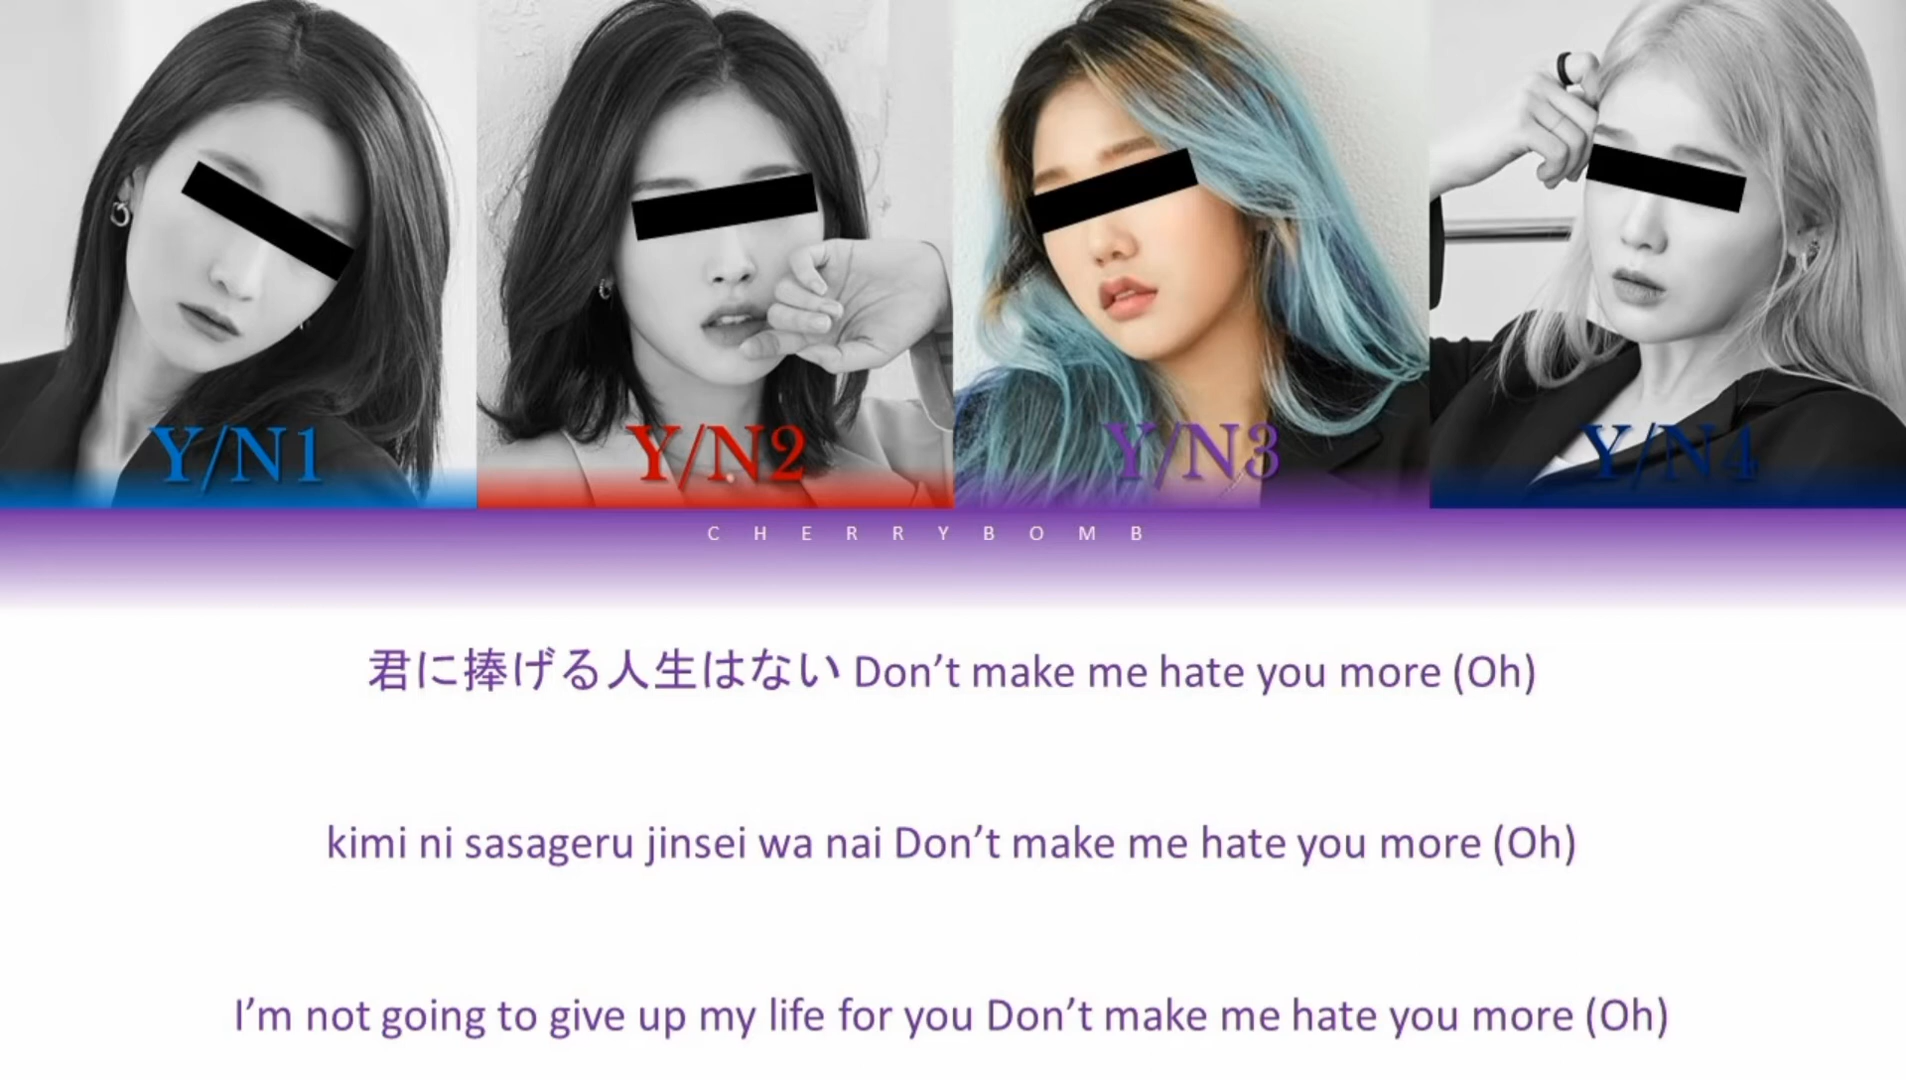 Y/N1 Y/N2 Y/N3 Y/N4
CHERRYBOMB
君に捧げる人生はない Don’t make me hate you more (Oh)
kimi ni sasageru jinsei wa nai Don’t make me hate you more (Oh)
I’m not going to give up my life for you Don’t make me hate you more (Oh)